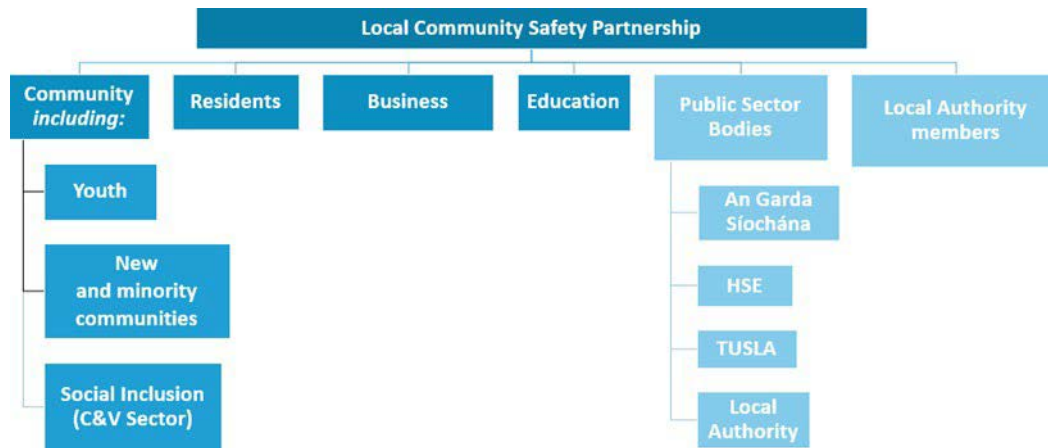 Local Community Safety Partnership
Community
including:
Residents
Business
Education
Public Sector
Bodies
Local Authority
members
Youth
New
and minority
communities
Social Inclusion
(C&V Sector)
An Garda
Síochána
HSE
TUSLA
Local
Authority